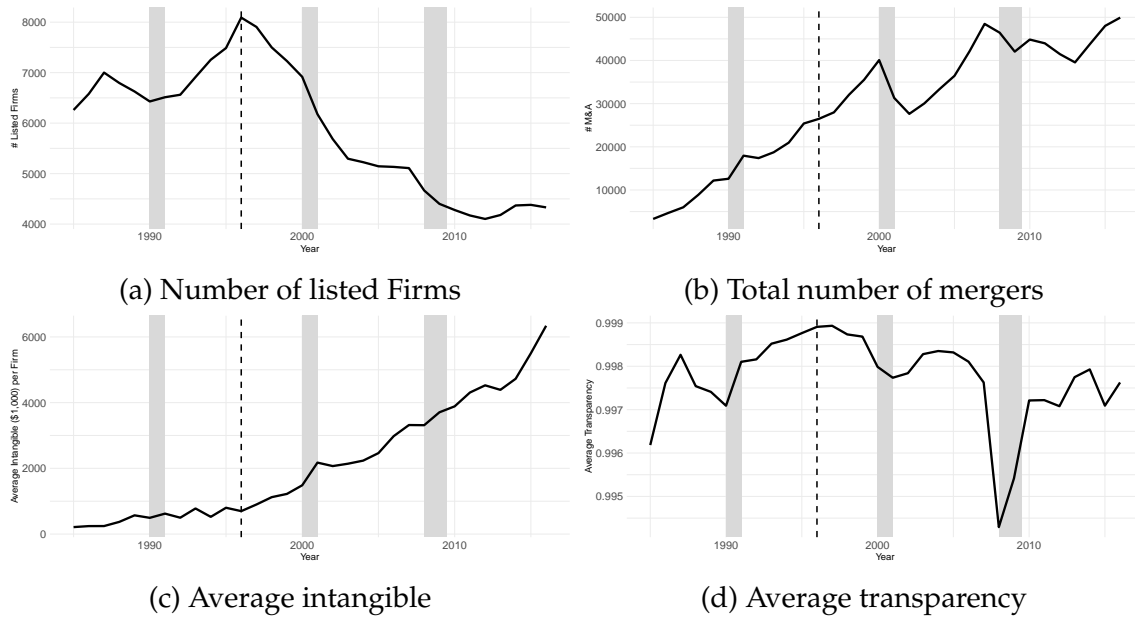 8000
7000
6000
5000
4000
# Listed Firms
1990 2000 2010
Year
(a) Number of listed Firms
50000
40000
30000
20000
10000
# M&A
1990 2000 2010
Year
(b) Total number of mergers
6000
4000
2000
0
Average Intangible ($1,000) per Firm
1990 2000 2010
Year
(c) Average intangible
0.999
0.998
0.997
0.996
0.995
Average Transparency
1990 2000 2010
Year
(d) Average transparency